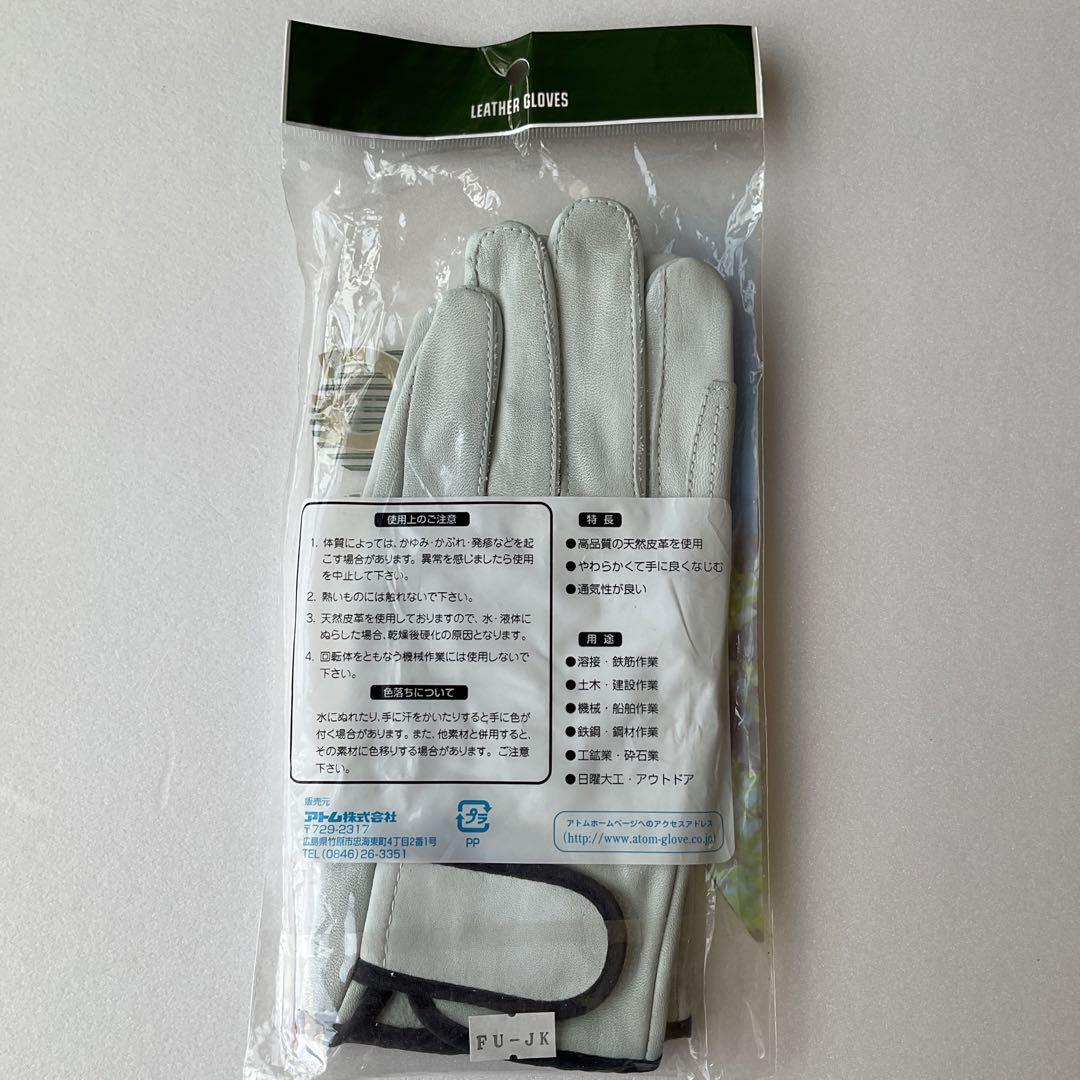 LEATHER GLOVES
使用上のご注意
1. 体質によっては、かゆみ・かぶれ・発疹などを起
こす場合があります。異常を感じましたら使用
を中止して下さい。
2. 熱いものには触れないで下さい。
3. 天然皮革を使用しておりますので、水・液体に
ぬらした場合、乾燥後硬化の原因となります。
4. 回転体をともなう機械作業には使用しないで
下さい。
色落ちについて
水にぬれたり、手に汗をかいたりすると手に色が
付く場合があります。また、他素材と併用すると、
その素材に色移りする場合があります。ご注意
下さい。
特長
●高品質の天然皮革を使用
●やわらかくて手に良くなじむ
●通気性が良い
用途
●溶接・鉄筋作業
●土木・建設作業
●機械・船舶作業
●鉄鋼・鋼材作業
●工鉱業・砕石業
●日曜大工・アウトドア
販売元
アトム株式会社
〒729-2317
広島県竹原市忠海東町4丁目2番1号
TEL (0846) 26-3351
プラ
PP
アトムホームページへのアクセスアドレス
(http://www.atom-glove.co.jp)
FU-JK